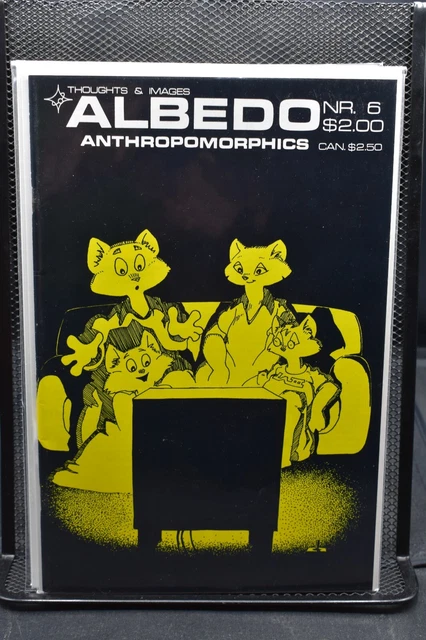 THOUGHTS & IMAGES
ALBEDO NR. 6
$2.00
ANTHROPOMORPHICS CAN. $2.50